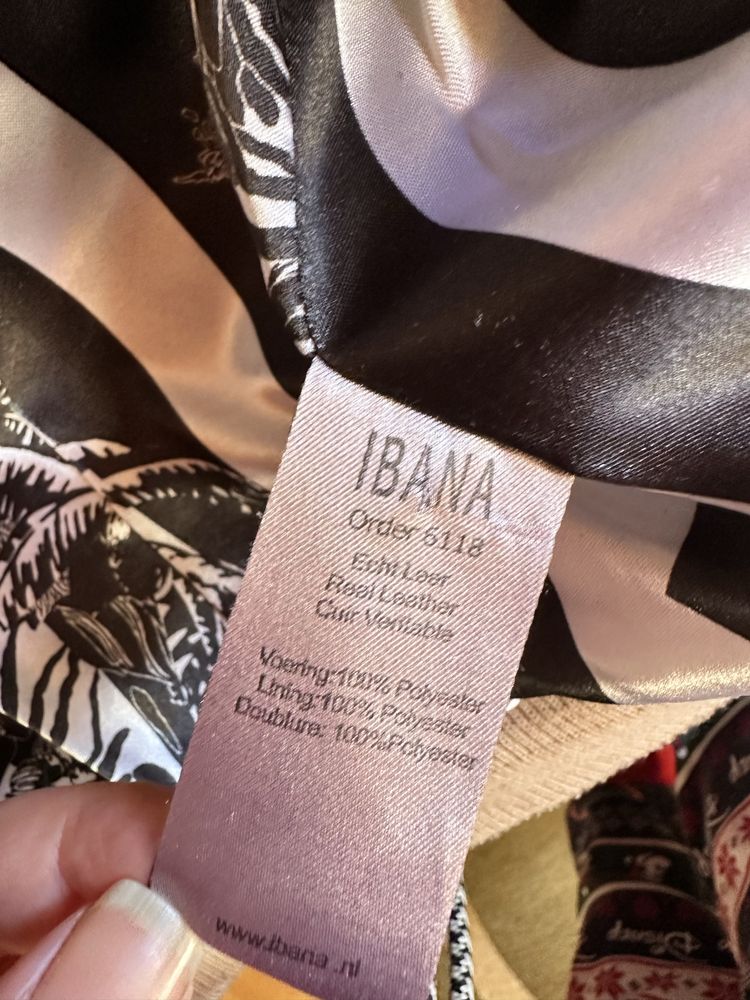 IBANA
Order 6118
Echt Leer
Real Leather
Cuir Veritable
Voering:100% Polyester
Lining:100% Polyester
Doublure: 100%Polyester
www.ibana .nl
Disney